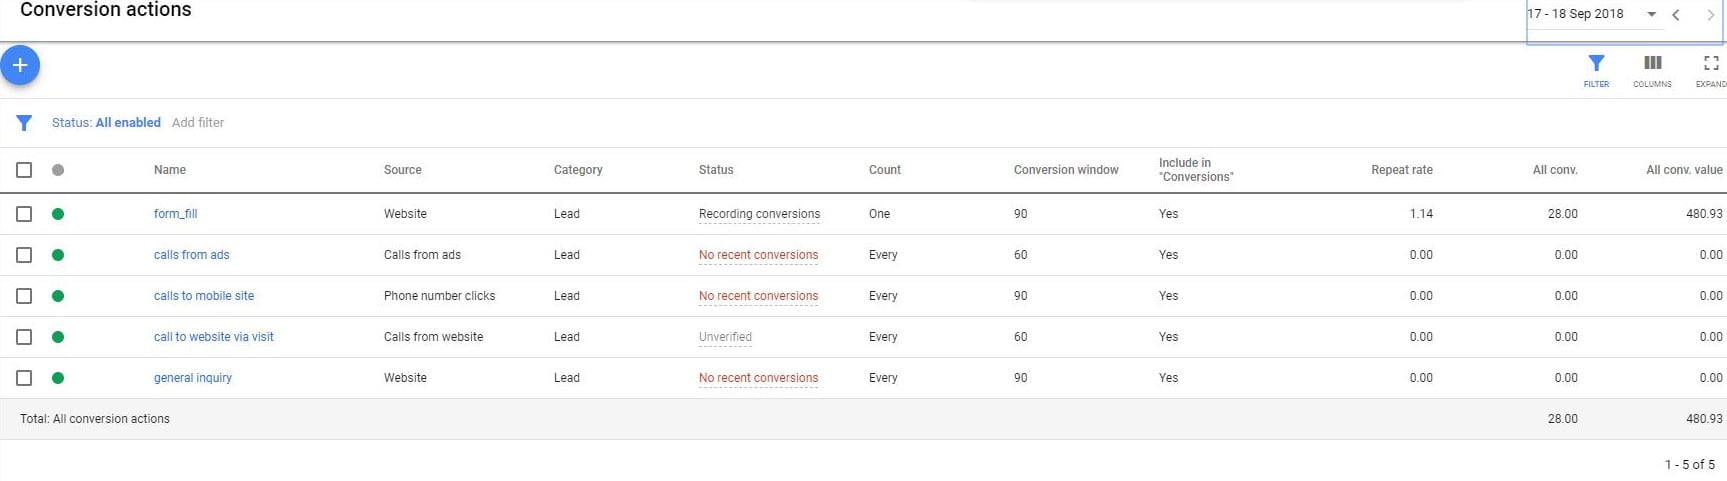 Conversion actions
17 - 18 Sep 2018
FILTER COLUMNS EXPAND
Status: All enabled Add filter
Name Source Category Status Count Conversion window Include in "Conversions" Repeat rate All conv. All conv. value
form_fill Website Lead Recording conversions One 90 Yes 1.14 28.00 480.93
calls from ads Calls from ads Lead No recent conversions Every 60 Yes 0.00 0.00 0.00
calls to mobile site Phone number clicks Lead No recent conversions Every 90 Yes 0.00 0.00 0.00
call to website via visit Calls from website Lead Unverified Every 60 Yes 0.00 0.00 0.00
general inquiry Website Lead No recent conversions Every 90 Yes 0.00 0.00 0.00
Total: All conversion actions 28.00 480.93
1 - 5 of 5